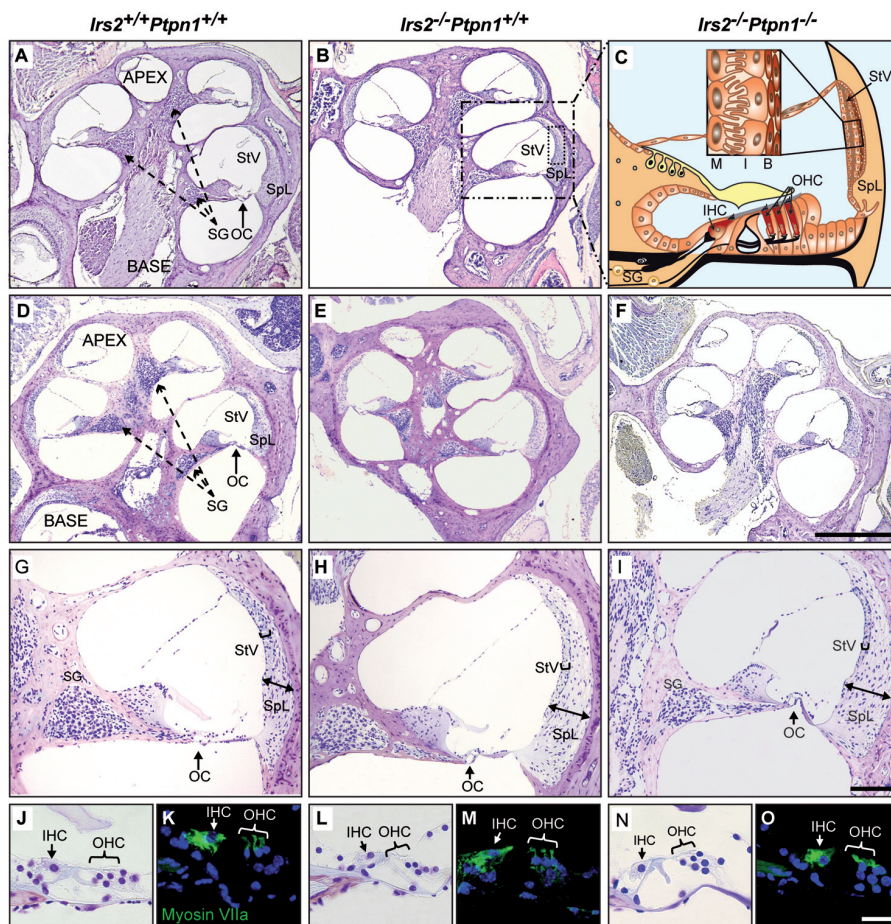 Irs2+/+Ptpn1+/+ Irs2-/-Ptpn1+/+ Irs2-/-Ptpn1-/-
A APEX StV SpL SG OC BASE
B StV SpL
C StV M I B OHC SpL IHC SG
D APEX StV SpL OC SG BASE
E
F
G StV SG SpL OC
H StV SpL OC
I StV SG SpL OC
J IHC OHC
K IHC OHC Myosin VIIa
L IHC OHC
M IHC OHC
N IHC OHC
O IHC OHC